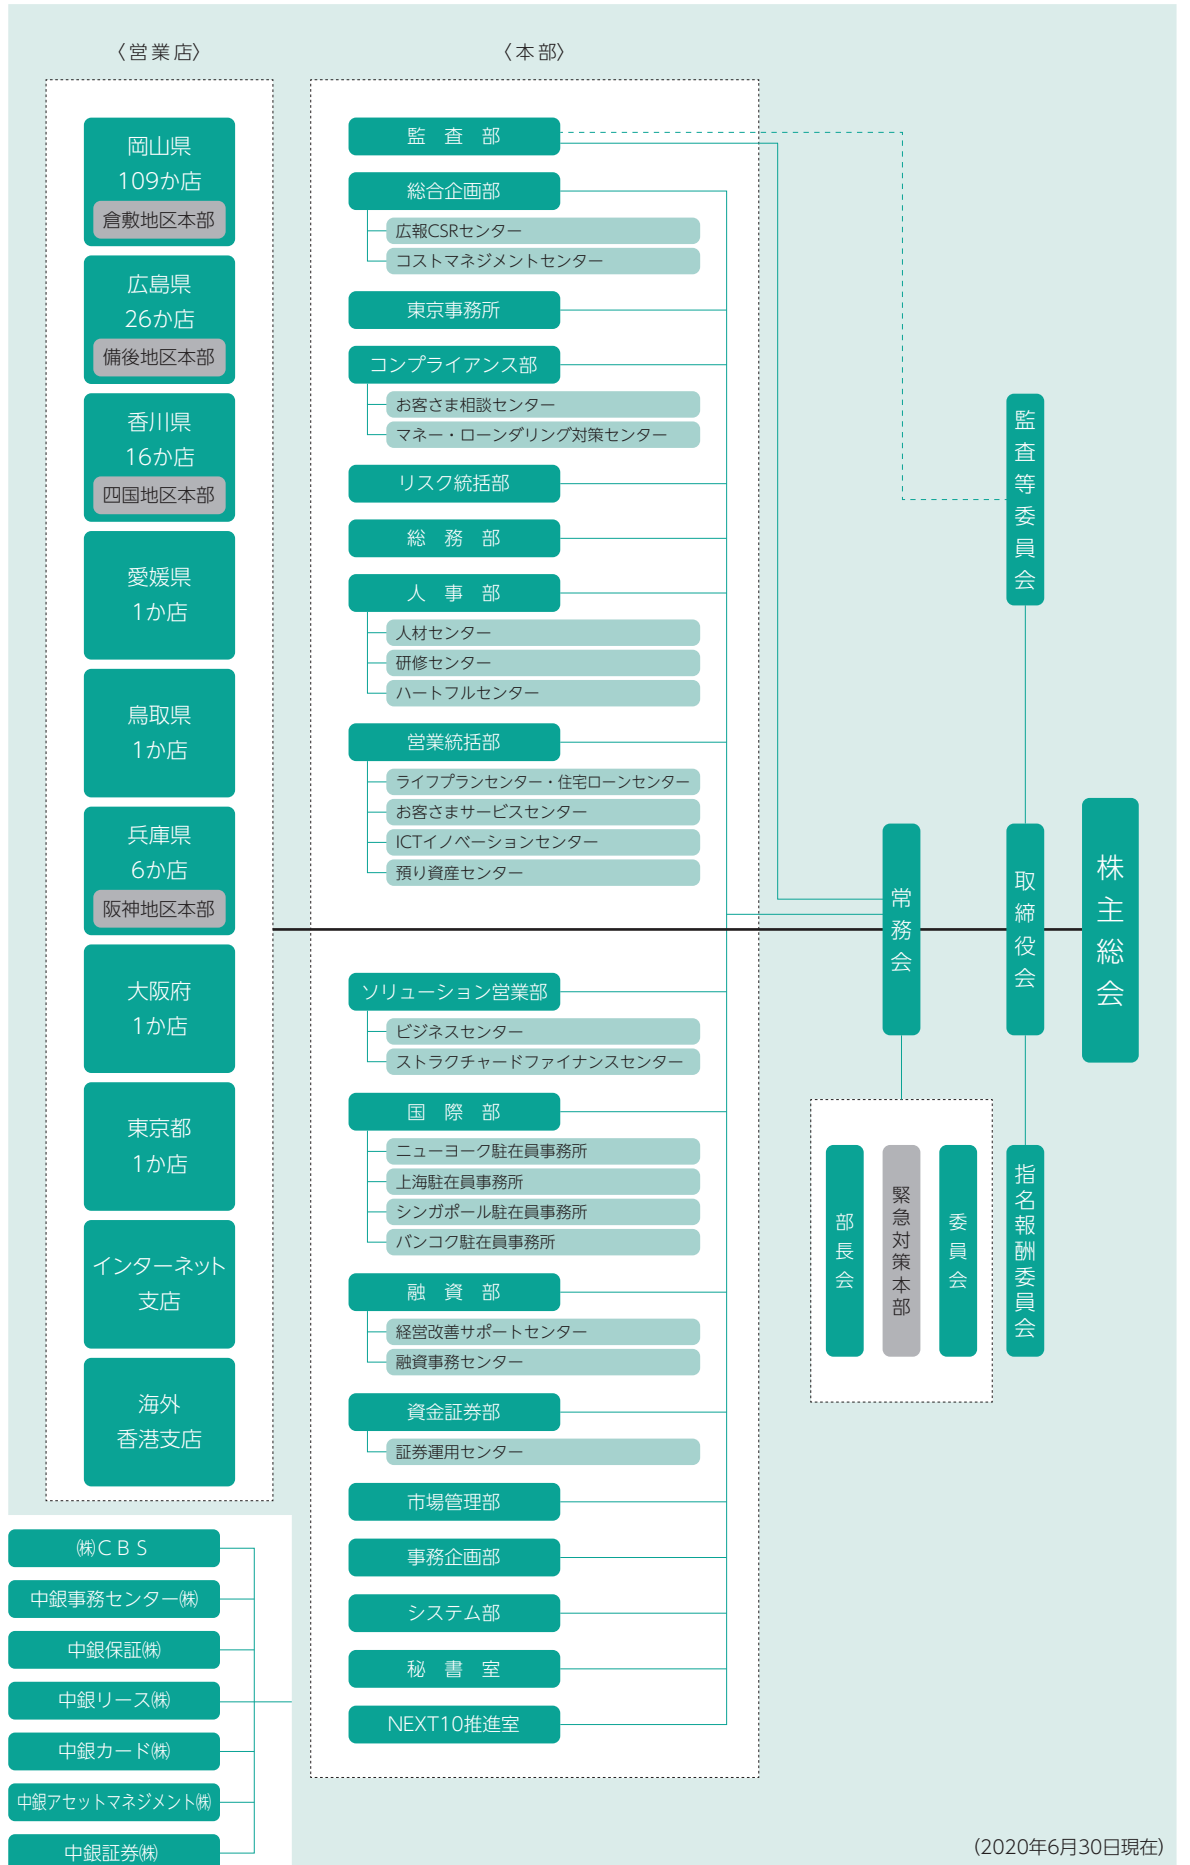 〈営業店〉
岡山県
109か店
倉敷地区本部
広島県
26か店
備後地区本部
香川県
16か店
四国地区本部
愛媛県
1か店
鳥取県
1か店
兵庫県
6か店
阪神地区本部
大阪府
1か店
東京都
1か店
インターネット
支店
海外
香港支店
〈本部〉
監 査 部
総合企画部
広報CSRセンター
コストマネジメントセンター
東京事務所
コンプライアンス部
お客さま相談センター
マネー・ローンダリング対策センター
リスク統括部
総 務 部
人 事 部
人材センター
研修センター
ハートフルセンター
営業統括部
ライフプランセンター・住宅ローンセンター
お客さまサービスセンター
ICTイノベーションセンター
預り資産センター
ソリューション営業部
ビジネスセンター
ストラクチャードファイナンスセンター
国 際 部
ニューヨーク駐在員事務所
上海駐在員事務所
シンガポール駐在員事務所
バンコク駐在員事務所
融 資 部
経営改善サポートセンター
融資事務センター
資金証券部
証券運用センター
市場管理部
事務企画部
システム部
秘 書 室
NEXT10推進室
監査等委員会
常務会
取締役会
株主総会
部長会
緊急対策本部
委員会
指名報酬委員会
㈱ＣＢＳ
中銀事務センター㈱
中銀保証㈱
中銀リース㈱
中銀カード㈱
中銀アセットマネジメント㈱
中銀証券㈱
(2020年6月30日現在)